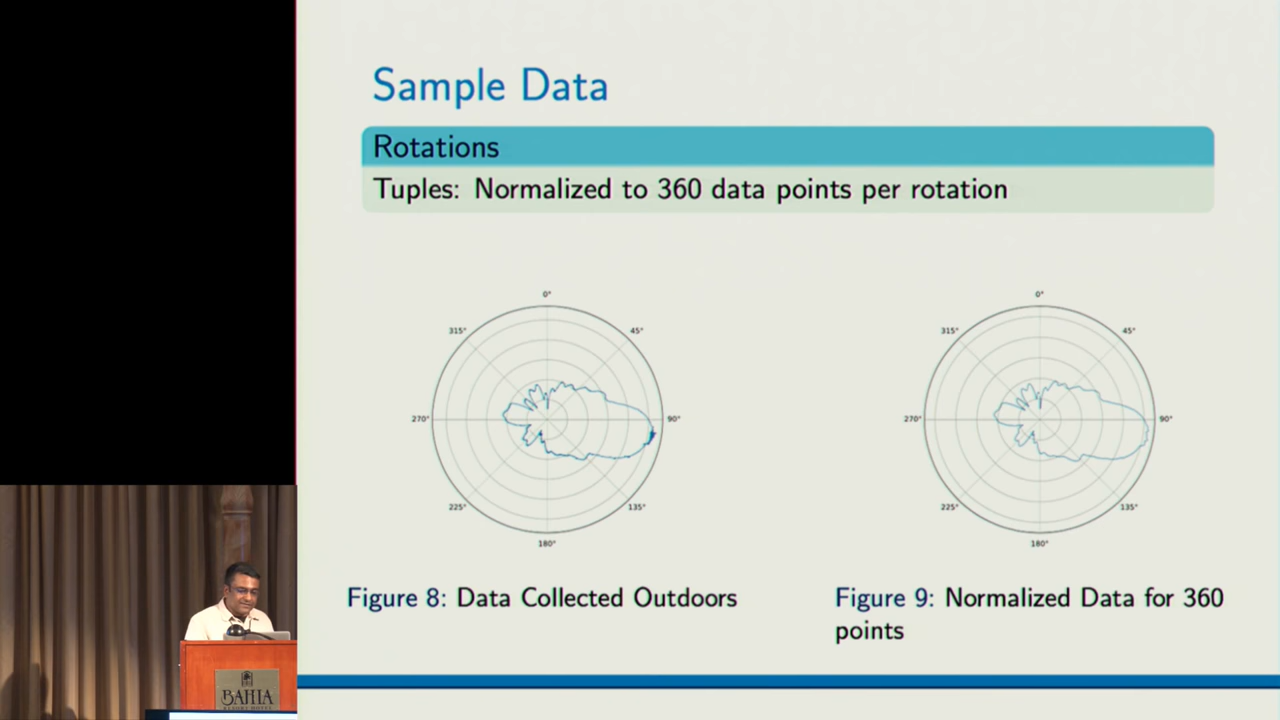 Sample Data
Rotations
Tuples: Normalized to 360 data points per rotation
0°
315°
45°
270°
90°
225°
135°
180°
0°
315°
45°
270°
90°
225°
135°
180°
Figure 8: Data Collected Outdoors
Figure 9: Normalized Data for 360
points
BAHIA